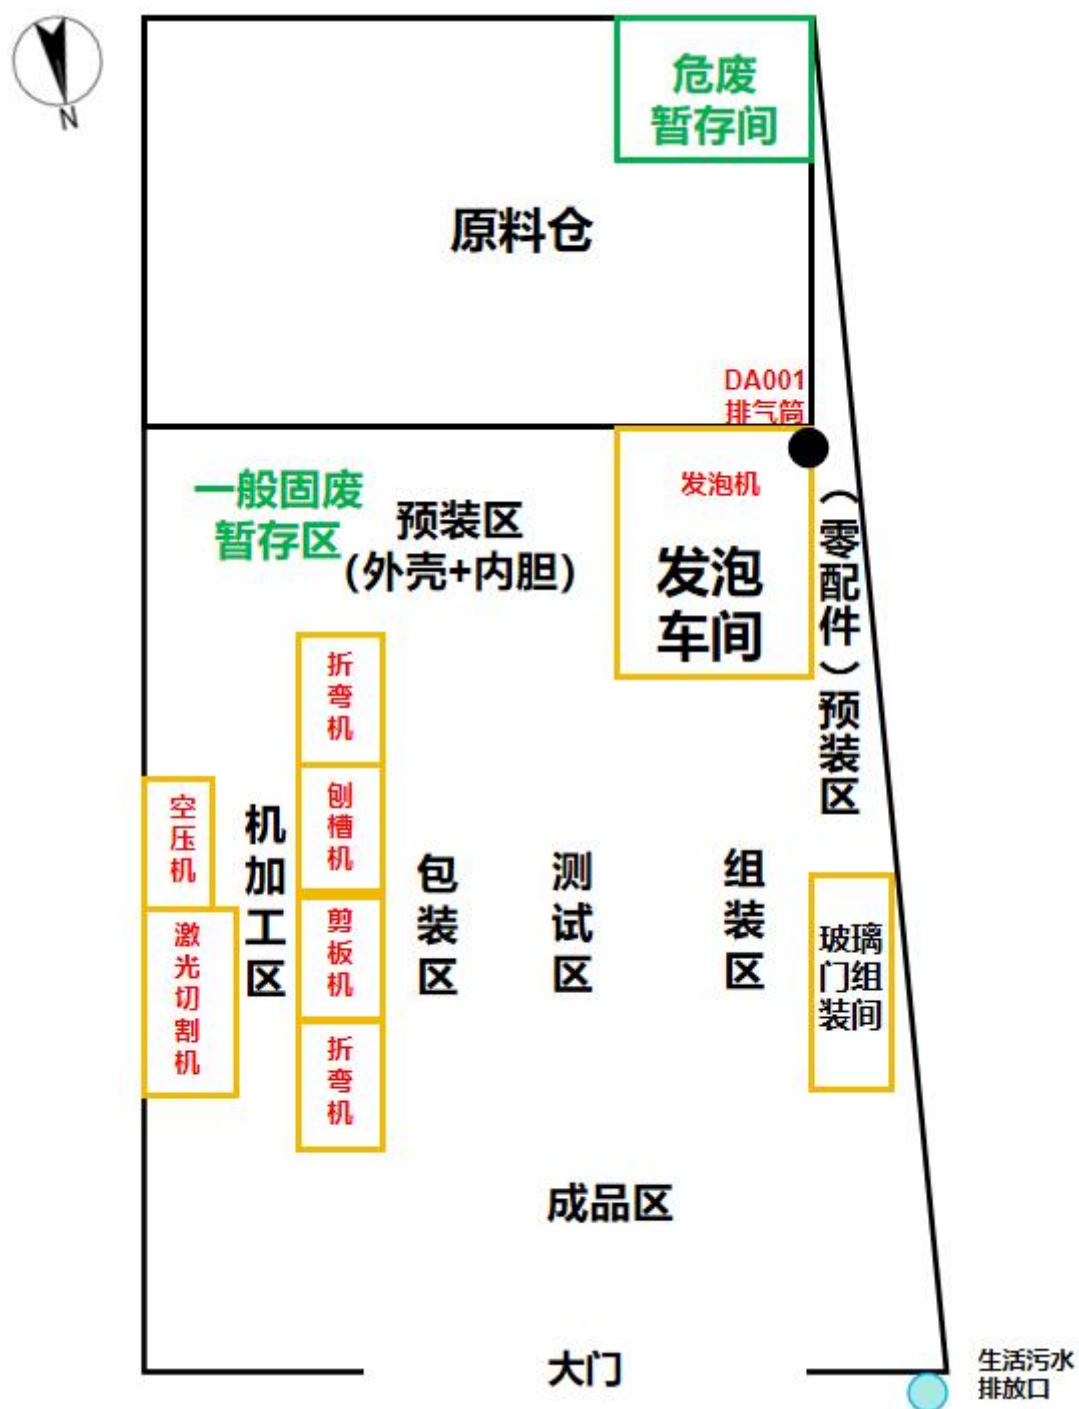 N
危废
暂存间
原料仓
DA001
排气筒
一般固废
暂存区
预装区
（外壳+内胆）
发泡机
发泡
车间
（零配件）预装区
折弯机
空压机
机加工区
刨槽机
包装区
测试区
组装区
玻璃
门组
装间
激光切割机
剪板机
折弯机
成品区
大门
生活污水
排放口